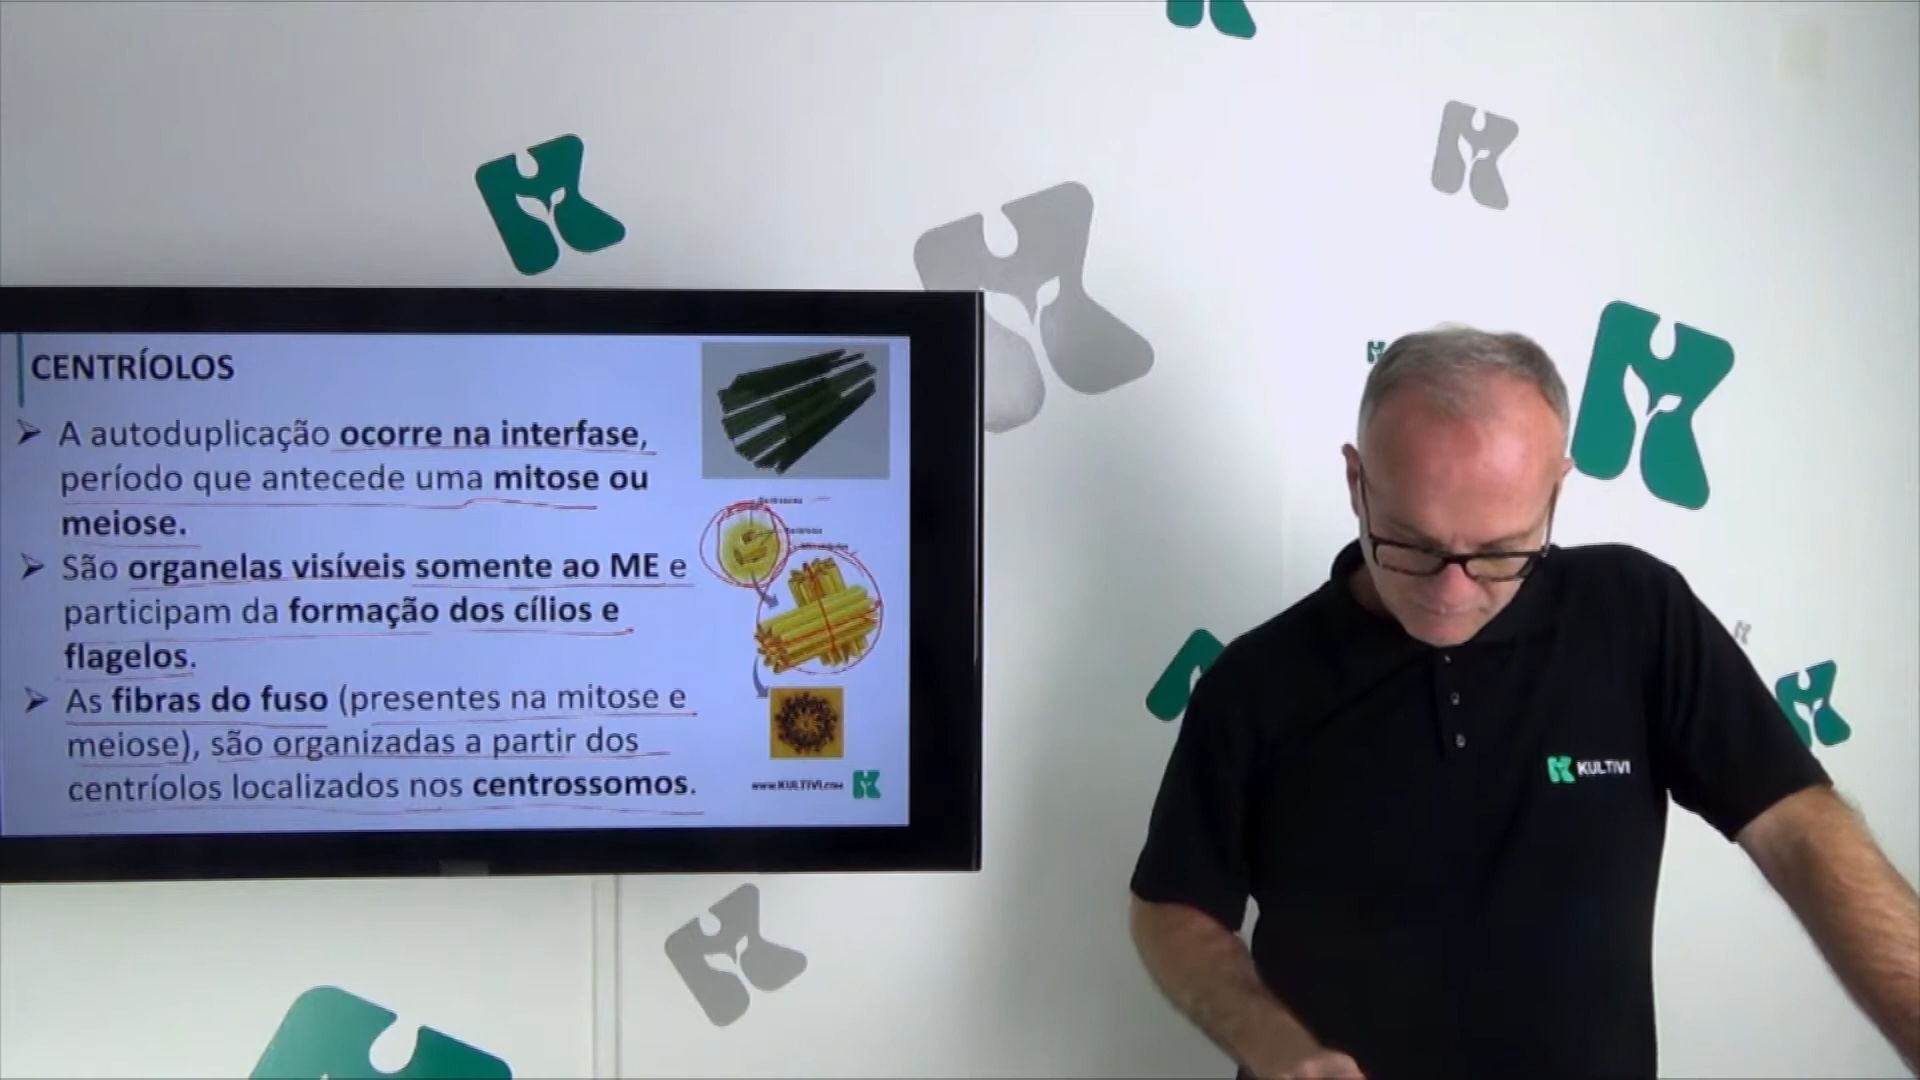 CENTRÍOLOS
➤ A autoduplicação ocorre na interfase,
período que antecede uma mitose ou
meiose.
➤ São organelas visíveis somente ao ME e
participam da formação dos cílios e
flagelos.
➤ As fibras do fuso (presentes na mitose e
meiose), são organizadas a partir dos
centríolos localizados nos centrossomos.
www.KULTIVI.com
KULTIVI